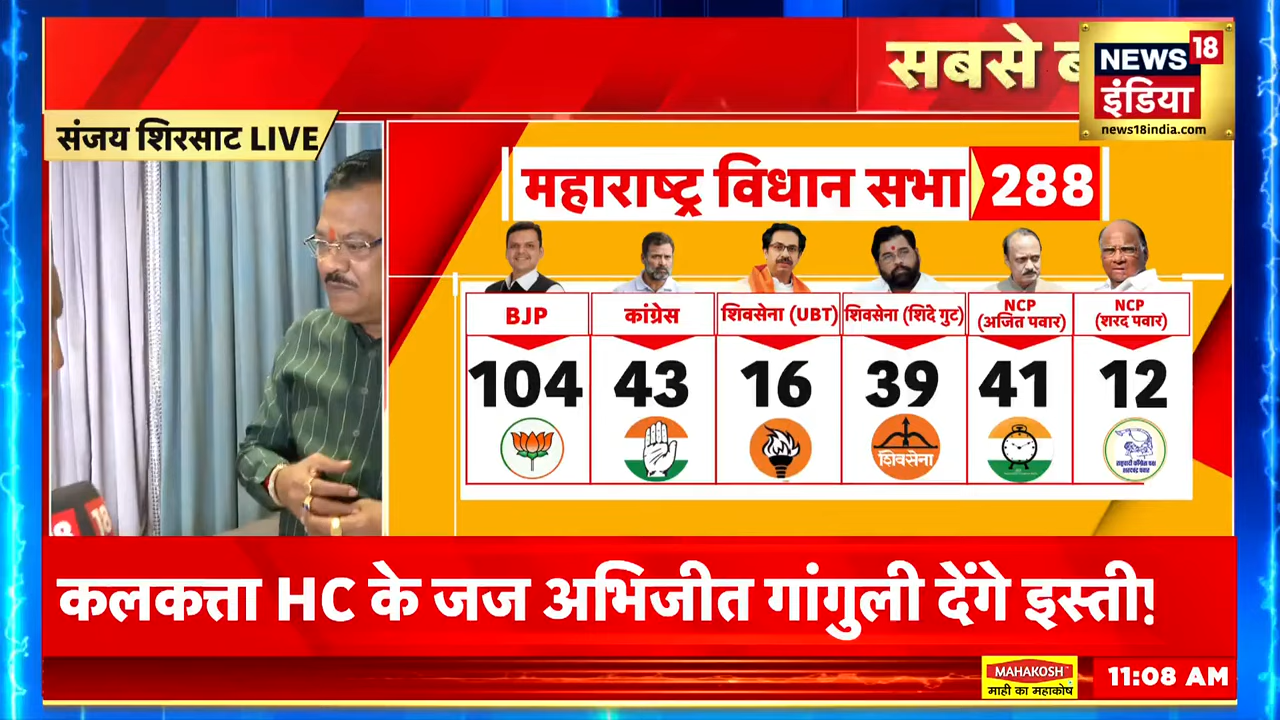 सबसे
NEWS 18
इंडिया
news18india.com
संजय शिरसाट LIVE
महाराष्ट्र विधान सभा 288
BJP कांग्रेस शिवसेना (UBT) शिवसेना (शिंदे गुट) NCP (अजित पवार) NCP (शरद पवार)
104 43 16 39 41 12
शिवसेना
18 18
कलकत्ता HC के जज अभिजीत गांगुली देंगे इस्ती!
MAHAKOSH
माही का महाकोष
11:08 AM